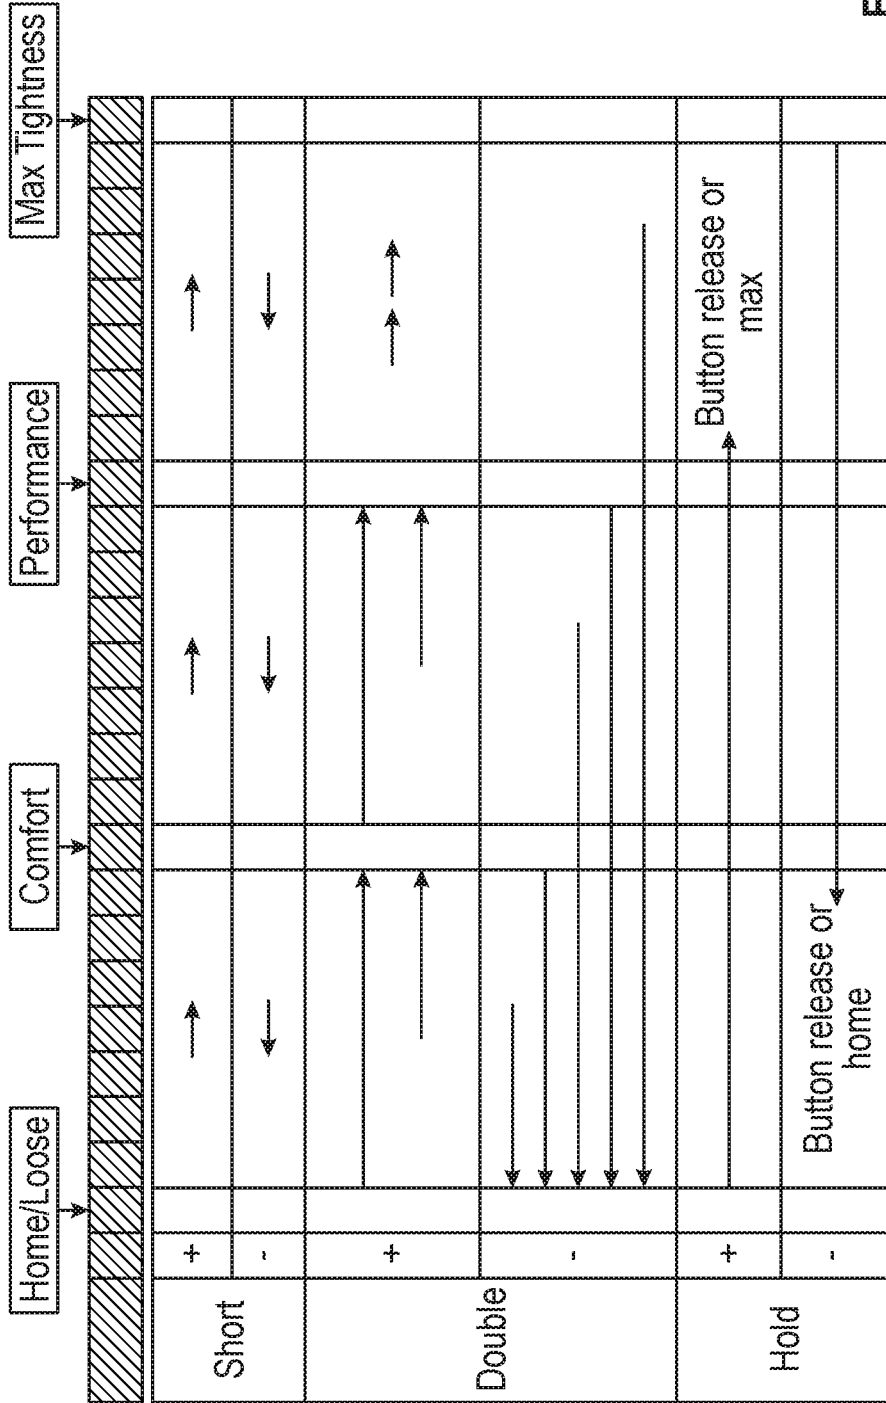 Home/Loose
Comfort
Performance
Max Tightness
Short
+
-
Double
+
-
Hold
+
Button release or
max
-
Button release or
home